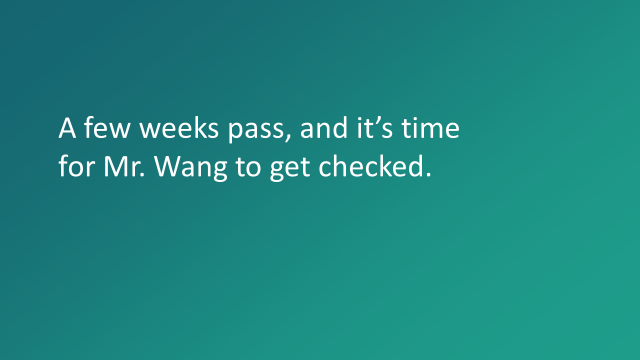 A few weeks pass, and it’s time
for Mr. Wang to get checked.